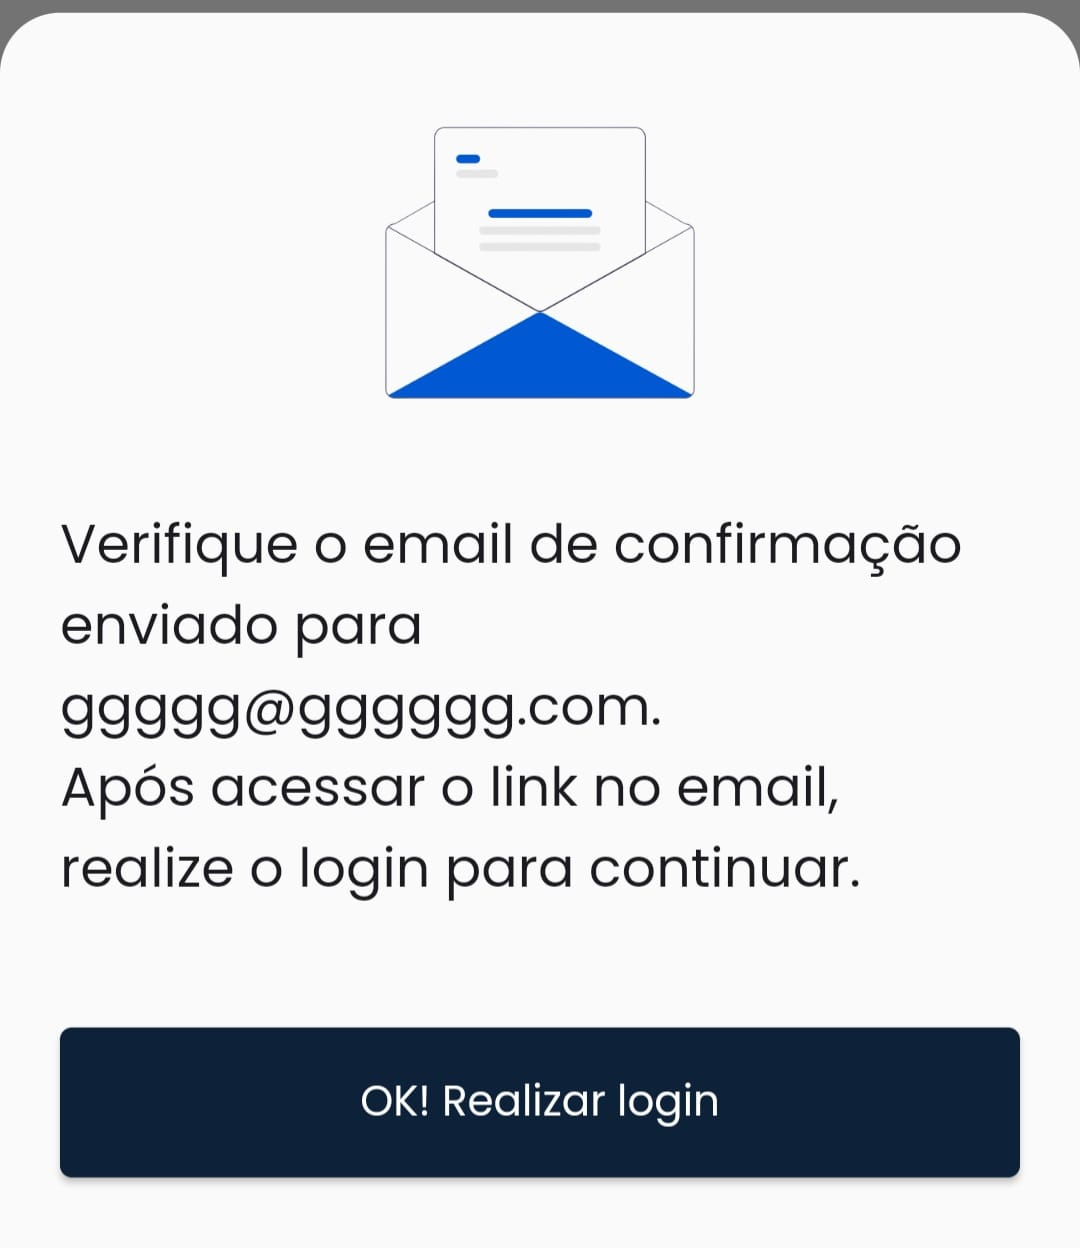 Verifique o email de confirmação
enviado para
ggggg@gggggg.com.
Após acessar o link no email,
realize o login para continuar.
OK! Realizar login